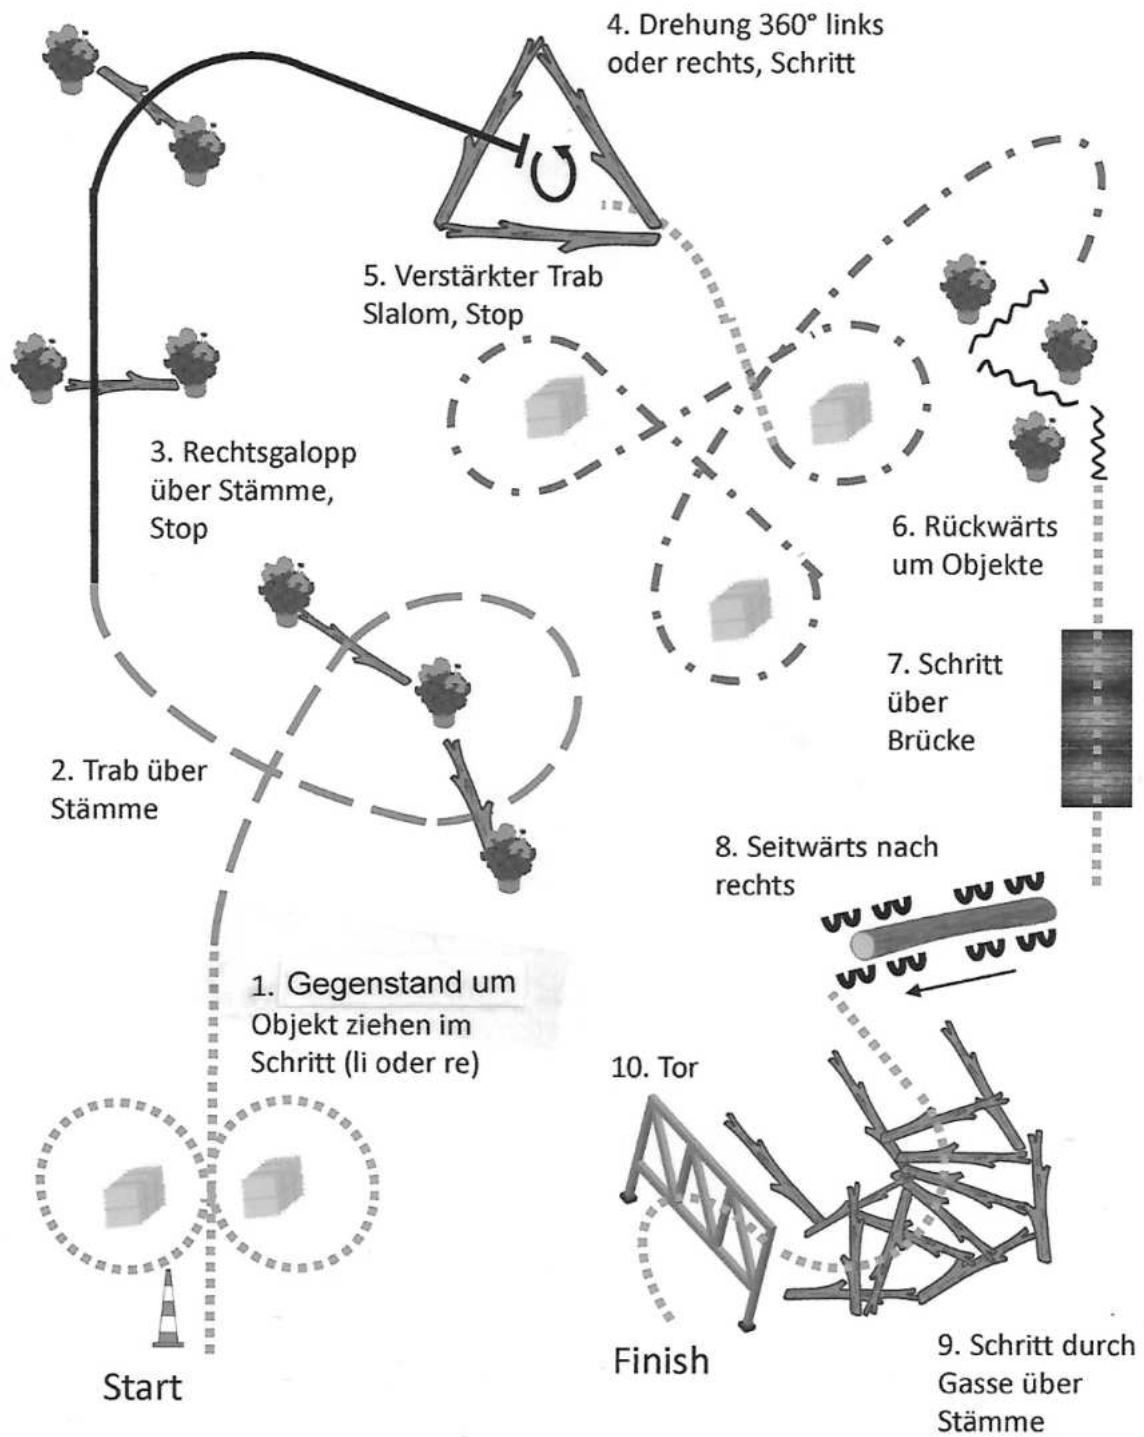 4. Drehung 360° links
oder rechts, Schritt
5. Verstärkter Trab
Slalom, Stop
3. Rechtsgalopp
über Stämme,
Stop
6. Rückwärts
um Objekte
7. Schritt
über
Brücke
2. Trab über
Stämme
8. Seitwärts nach
rechts
1. Gegenstand um
Objekt ziehen im
Schritt (li oder re)
10. Tor
Finish
9. Schritt durch
Gasse über
Stämme
Start